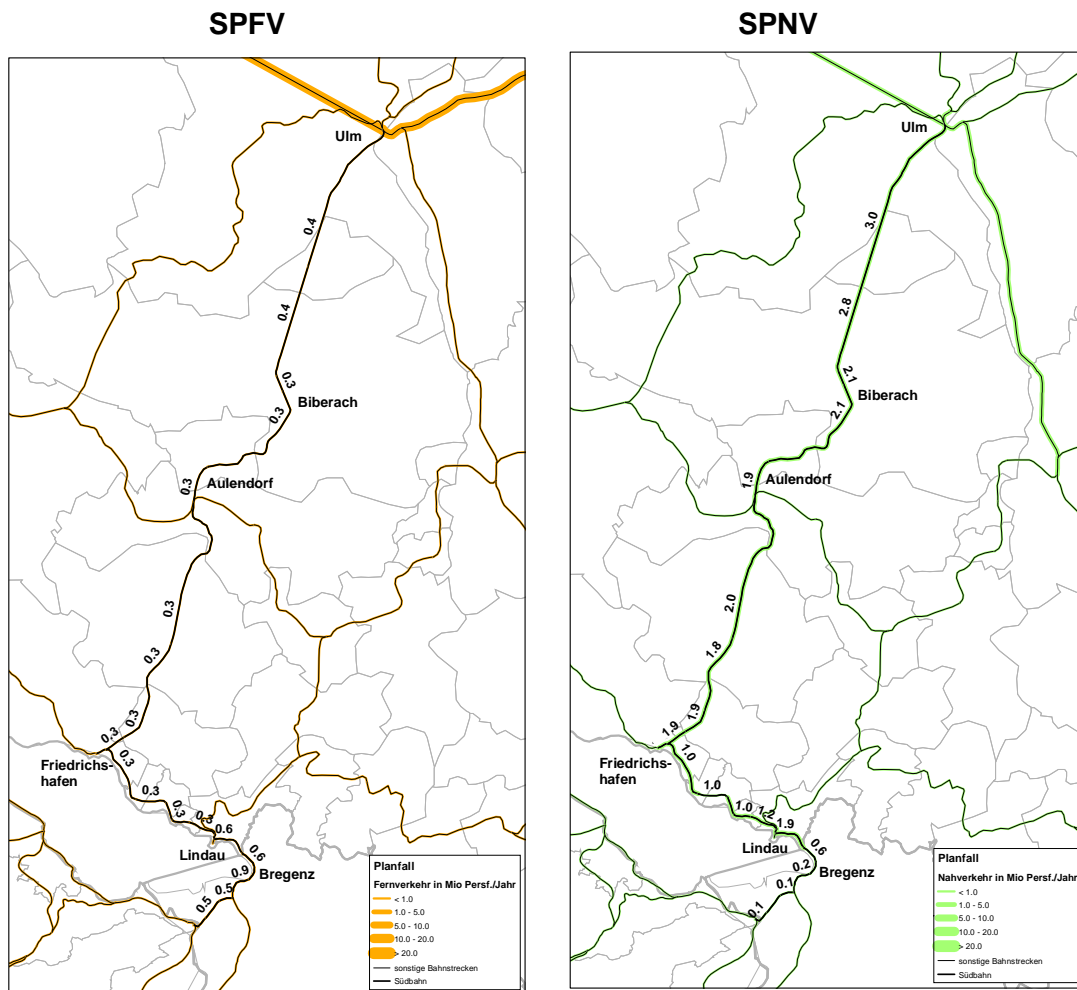 SPFV
Ulm
0.4
0.4
0.3
Biberach
0.3
Aulendorf
0.3
0.3
0.3
0.3
0,3
Friedrichs-
hafen
0.3
0.3
0.3
0.3
0.6
Lindau
0.6
Bregenz
0.9
0.5
0.5
Planfall
Fernverkehr in Mio Persf./Jahr
< 1.0
1.0 - 5.0
5.0 - 10.0
10.0 - 20.0
> 20.0
sonstige Bahnstrecken
Südbahn
SPNV
Ulm
3.0
2.8
2.1
Biberach
2.1
Aulendorf
1.9
2.0
1.8
1.9
1,9
Friedrichs-
hafen
1.0
1.0
1.0
1.2
1.9
Lindau
0.6
Bregenz
0.2
0.1
0.1
Planfall
Nahverkehr in Mio Persf./Jahr
< 1.0
1.0 - 5.0
5.0 - 10.0
10.0 - 20.0
> 20.0
sonstige Bahnstrecken
Südbahn